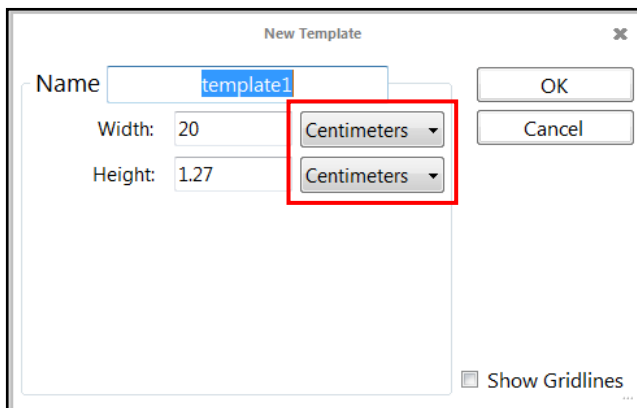 New Template
Name template1
OK
Width: 20 Centimeters
Cancel
Height: 1.27 Centimeters
Show Gridlines